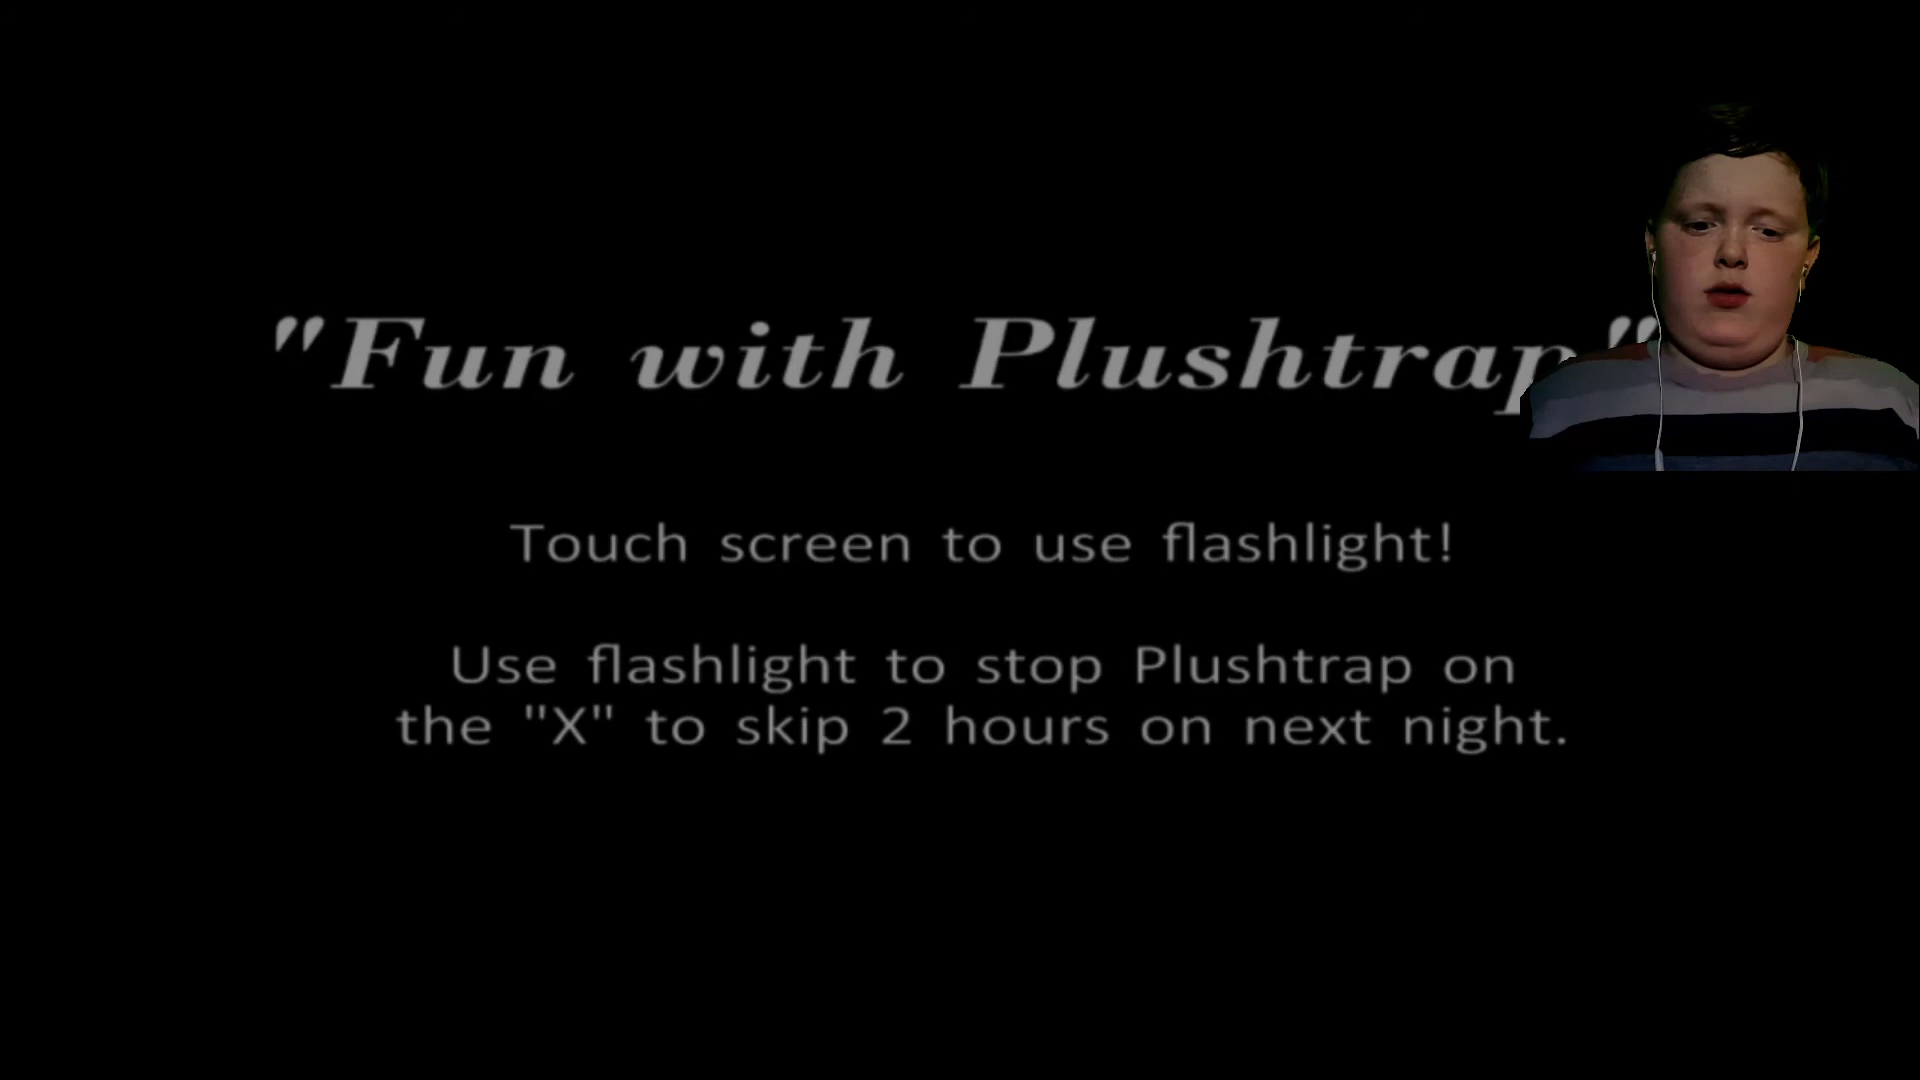 "Fun with Plushtrap"
Touch screen to use flashlight!
Use flashlight to stop Plushtrap on
the "X" to skip 2 hours on next night.